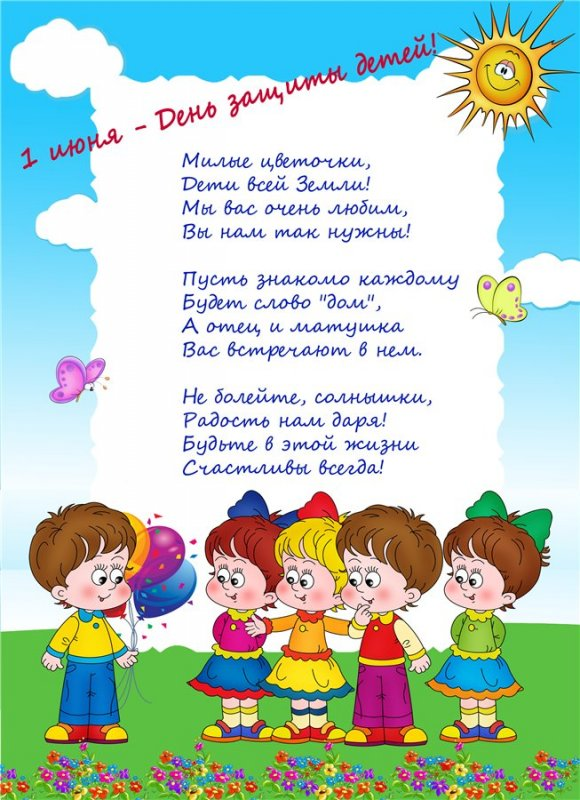 1 июня - День защиты детей!
Милые цветочки,
Дети всей Земли!
Мы вас очень любим,
Вы нам так нужны!
Пусть знакомо каждому
Будет слово "дом",
А отец и матушка
Вас встречают в нем.
Не болейте, солнышки,
Радость нам даря!
Будьте в этой жизни
Счастливы всегда!